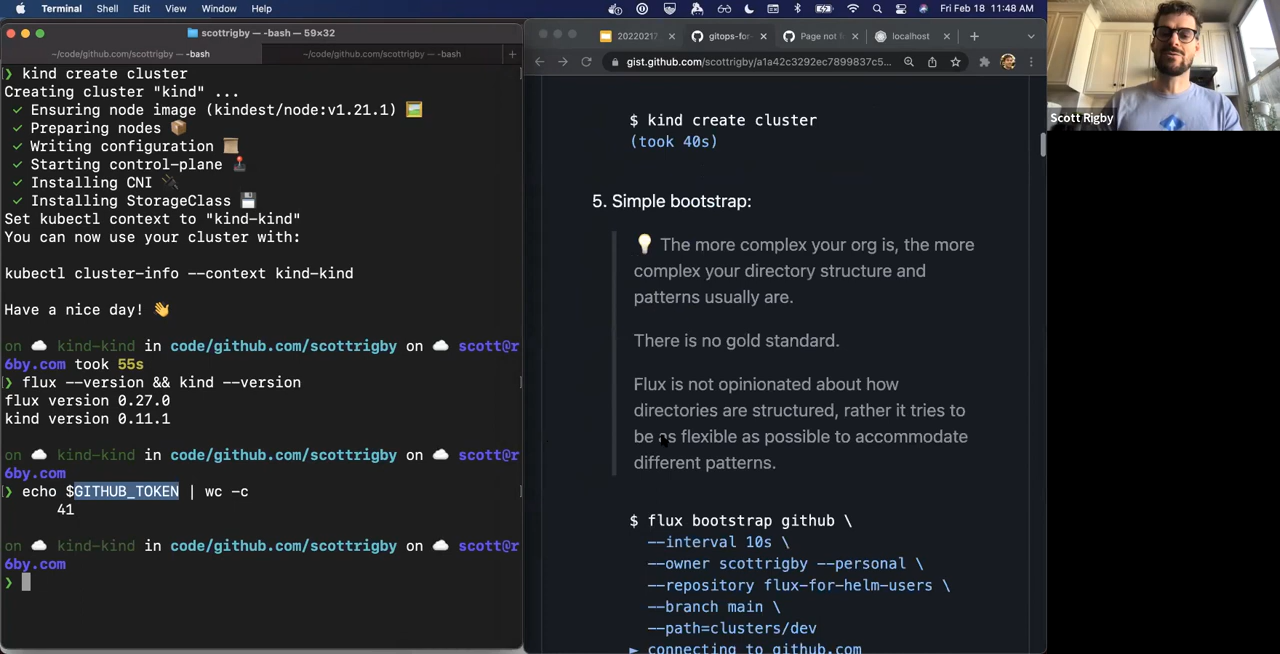 Terminal Shell Edit View Window Help
Fri Feb 18 11:48 AM
scottrigby — -bash — 59×32
~/code/github.com/scottrigby — -bash
~/code/github.com/scottrigby — -bash
❯ kind create cluster
Creating cluster "kind" ...
✓ Ensuring node image (kindest/node:v1.21.1) 🖼
✓ Preparing nodes 📦
✓ Writing configuration 📜
✓ Starting control-plane 🕹
✓ Installing CNI 🔌
✓ Installing StorageClass 💾
Set kubectl context to "kind-kind"
You can now use your cluster with:
kubectl cluster-info --context kind-kind
Have a nice day! 👋
on ☁ kind-kind in code/github.com/scottrigby on ☁ scott@r
6by.com took 55s
❯ flux --version && kind --version
flux version 0.27.0
kind version 0.11.1
on ☁ kind-kind in code/github.com/scottrigby on ☁ scott@r
6by.com
❯ echo $GITHUB_TOKEN | wc -c
41
on ☁ kind-kind in code/github.com/scottrigby on ☁ scott@r
6by.com
❯
20220217
gitops-for-
Page not f
localhost
gist.github.com/scottrigby/a1a42c3292ec7899837c5...
$ kind create cluster
(took 40s)
5. Simple bootstrap:
💡 The more complex your org is, the more
complex your directory structure and
patterns usually are.
There is no gold standard.
Flux is not opinionated about how
directories are structured, rather it tries to
be as flexible as possible to accommodate
different patterns.
$ flux bootstrap github \
--interval 10s \
--owner scottrigby --personal \
--repository flux-for-helm-users \
--branch main \
--path=clusters/dev
► connecting to github.com
Scott Rigby